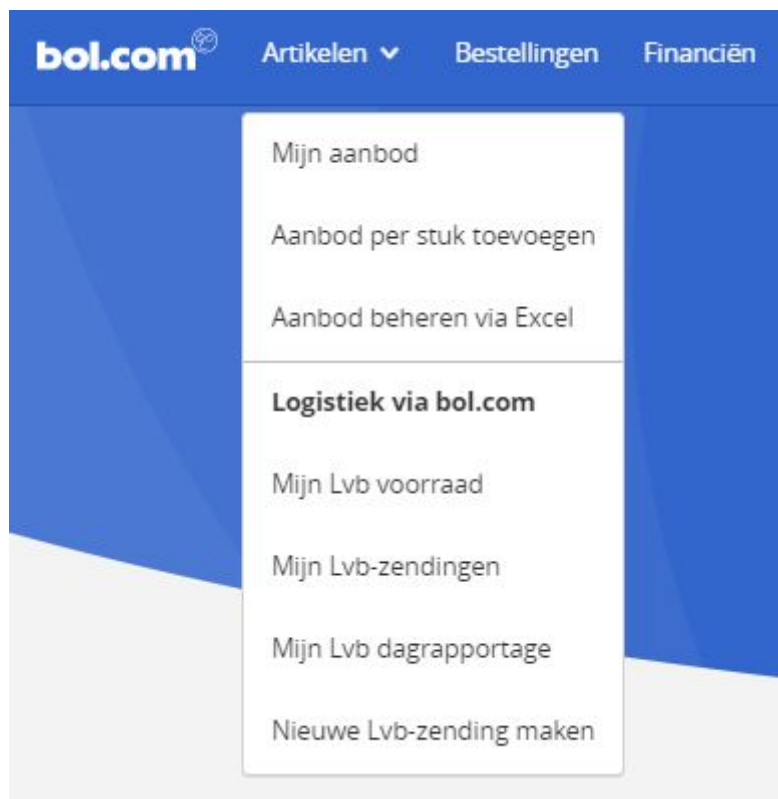 bol.com Artikelen Bestellingen Financiën
Mijn aanbod
Aanbod per stuk toevoegen
Aanbod beheren via Excel
Logistiek via bol.com
Mijn Lvb voorraad
Mijn Lvb-zendingen
Mijn Lvb dagrapportage
Nieuwe Lvb-zending maken